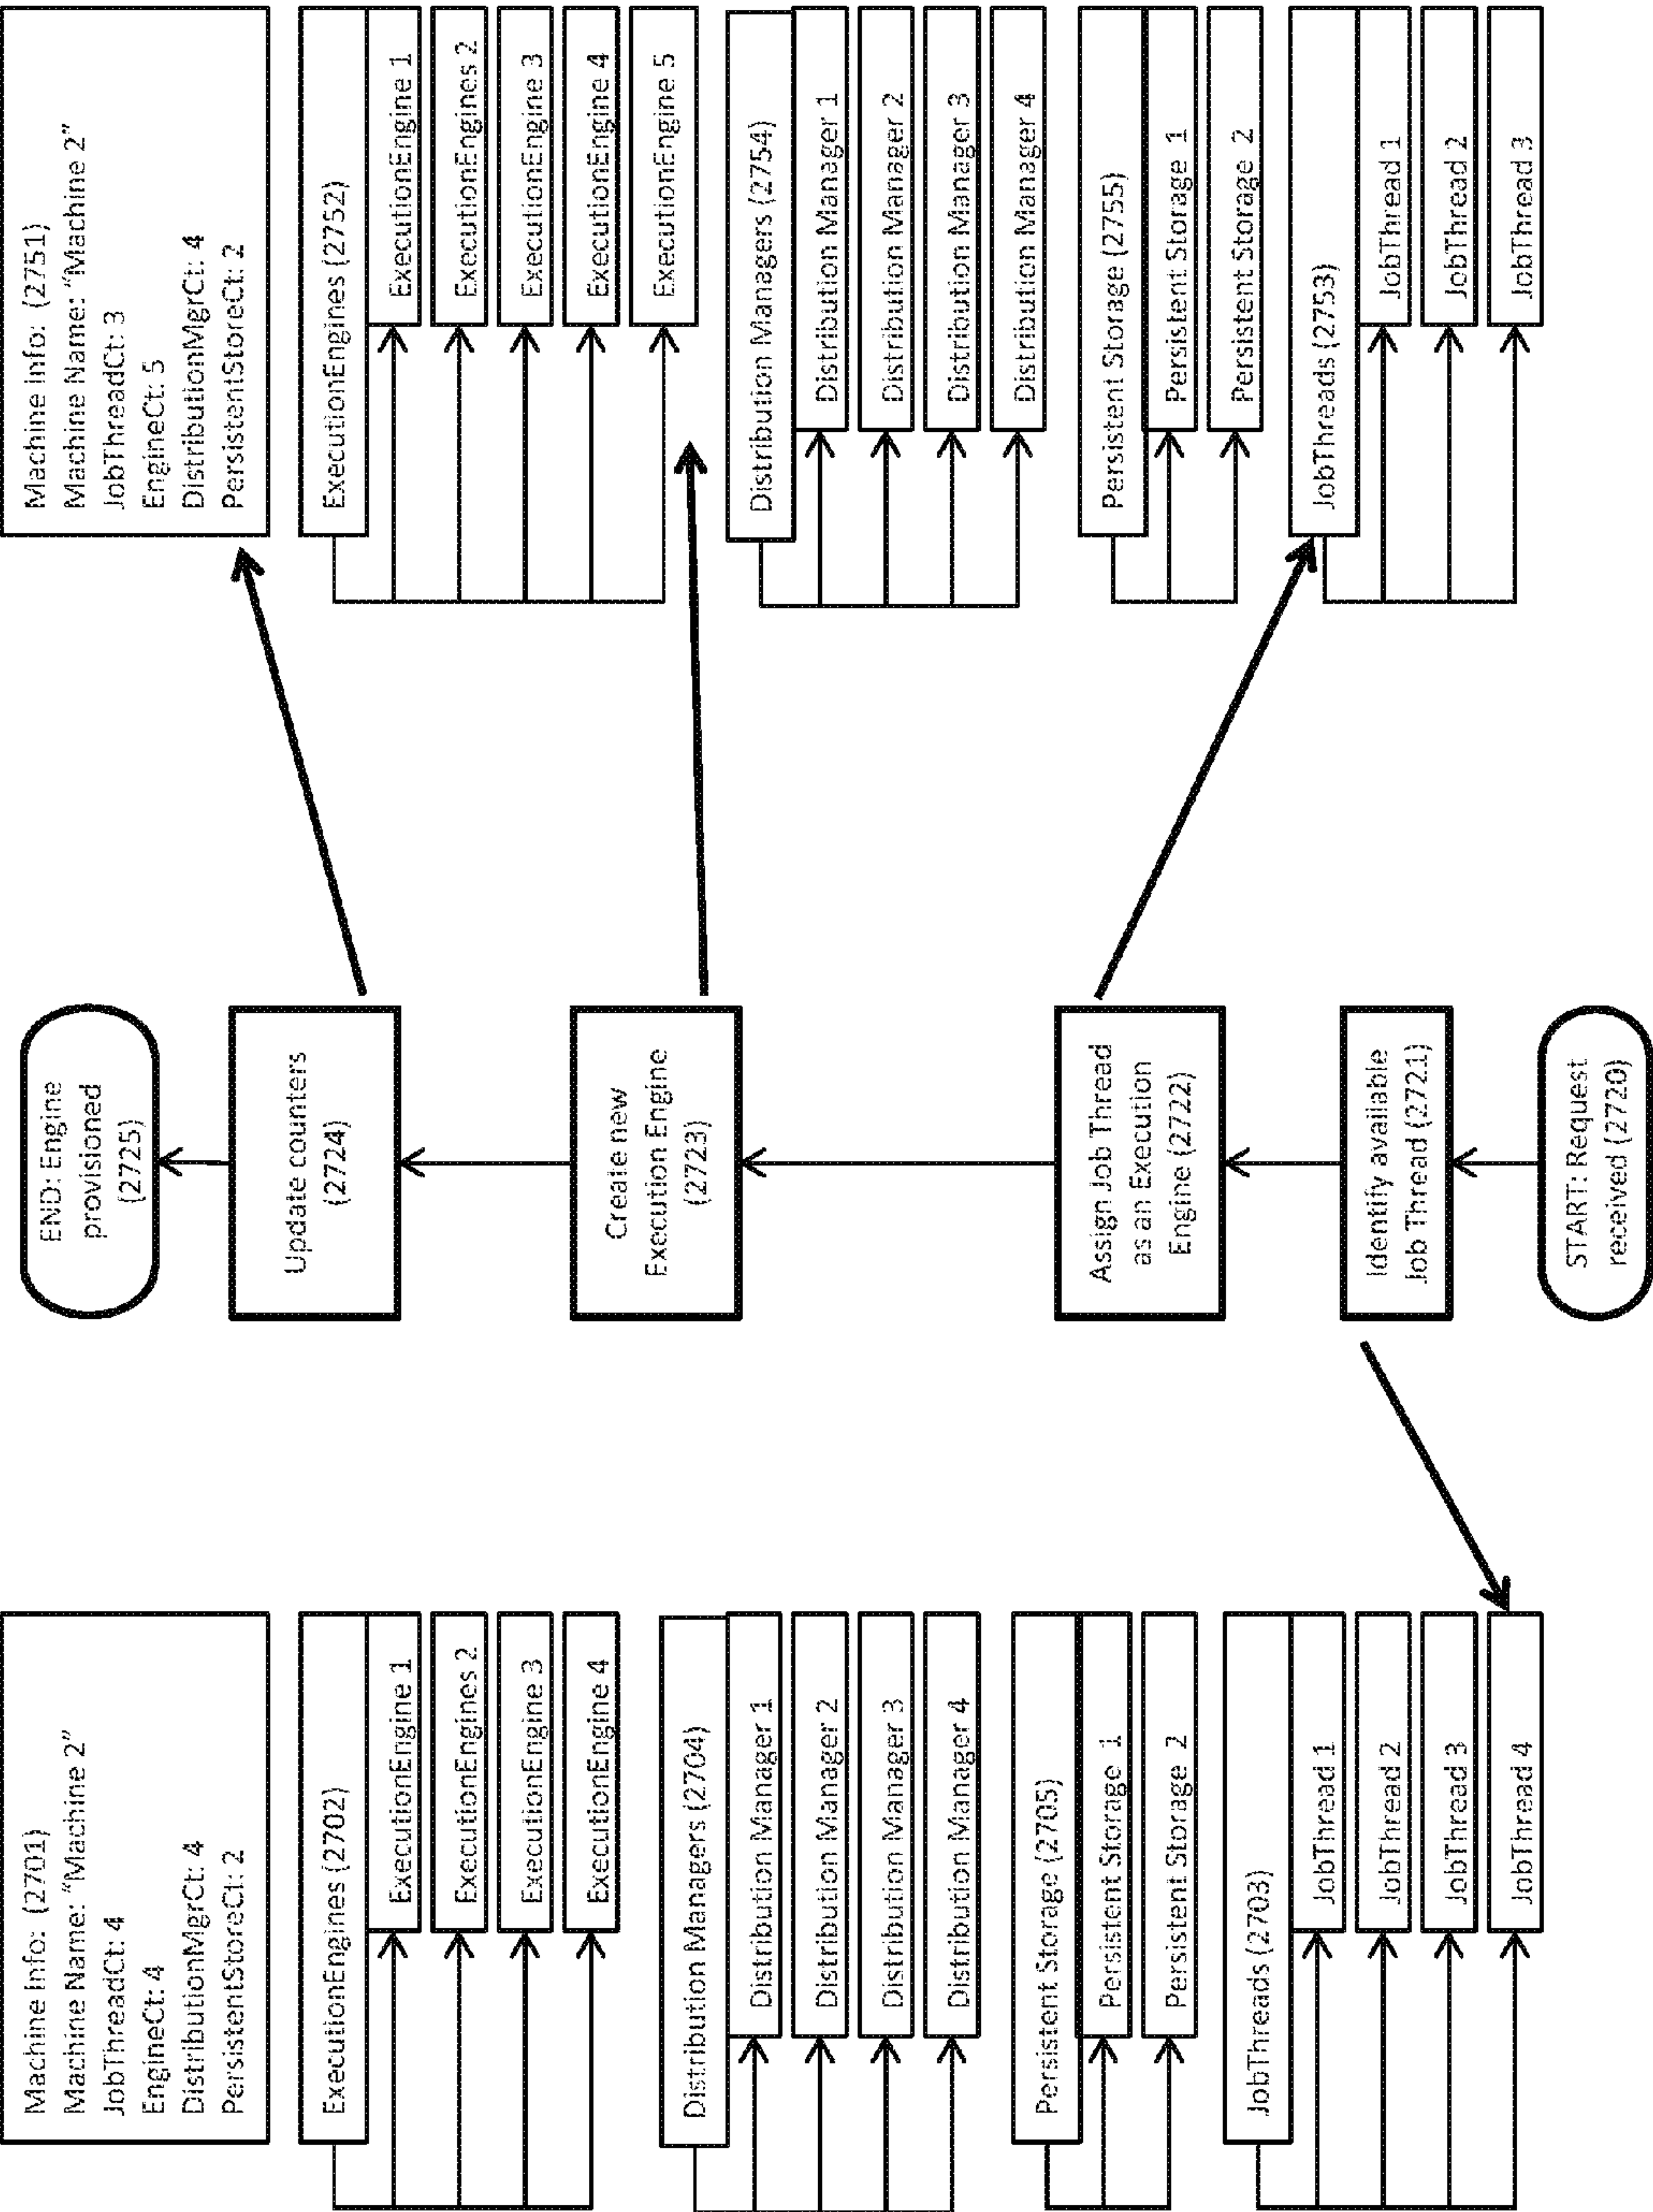 Machine Info: (2701)
Machine Name: "Machine 2"
JobThreadCt: 4
EngineCt: 4
DistributionMgrCt: 4
PersistentStoreCt: 2
ExecutionEngines (2702)
ExecutionEngine 1
ExecutionEngines 2
ExecutionEngine 3
ExecutionEngine 4
Distribution Managers (2704)
Distribution Manager 1
Distribution Manager 2
Distribution Manager 3
Distribution Manager 4
Persistent Storage (2705)
Persistent Storage 1
Persistent Storage 2
JobThreads (2703)
JobThread 1
JobThread 2
JobThread 3
JobThread 4
END: Engine
provisioned
(2725)
Update counters
(2724)
Create new
Execution Engine
(2723)
Assign Job Thread
as an Execution
Engine (2722)
Identify available
Job Thread (2721)
START: Request
received (2720)
Machine Info: (2751)
Machine Name: "Machine 2"
JobThreadCt: 3
EngineCt: 5
DistributionMgrCt: 4
PersistentStoreCt: 2
ExecutionEngines (2752)
ExecutionEngine 1
ExecutionEngines 2
ExecutionEngine 3
ExecutionEngine 4
ExecutionEngine 5
Distribution Managers (2754)
Distribution Manager 1
Distribution Manager 2
Distribution Manager 3
Distribution Manager 4
Persistent Storage (2755)
Persistent Storage 1
Persistent Storage 2
JobThreads (2753)
JobThread 1
JobThread 2
JobThread 3